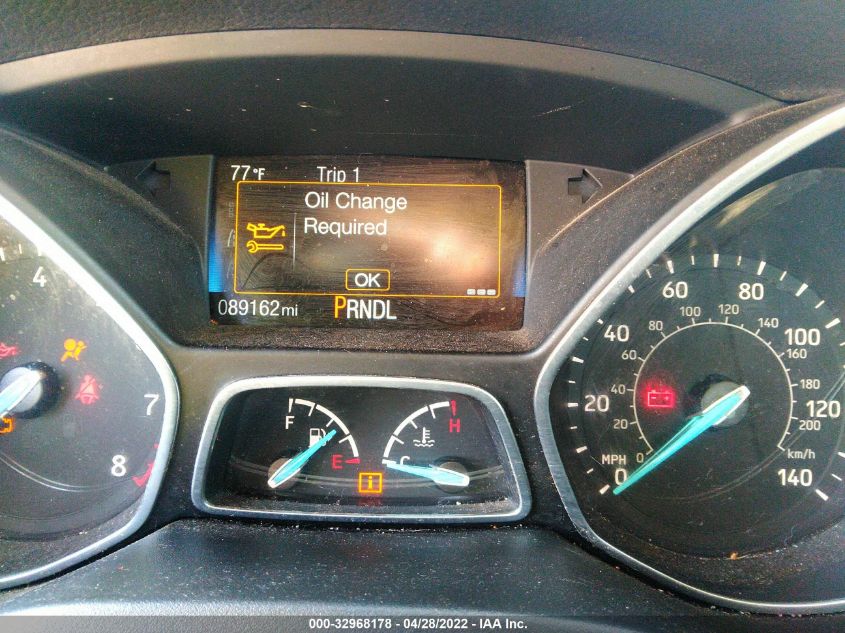 77°F Trip 1
Oil Change
Required
OK
089162mi PRNDL
4
7
8
F
E
H
C
i
0 20 40 60 80 100 120 140
0 20 40 60 80 100 120 140 160 180 200
MPH
km/h
000-32968178 - 04/28/2022 - IAA Inc.